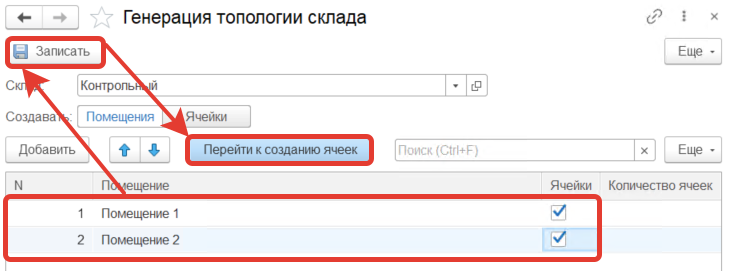 Генерация топологии склада
Записать
Еще
Склад: Контрольный
Создавать: Помещения Ячейки
Добавить Перейти к созданию ячеек Поиск (Ctrl+F) × Еще
N Помещение Ячейки Количество ячеек
1 Помещение 1
2 Помещение 2